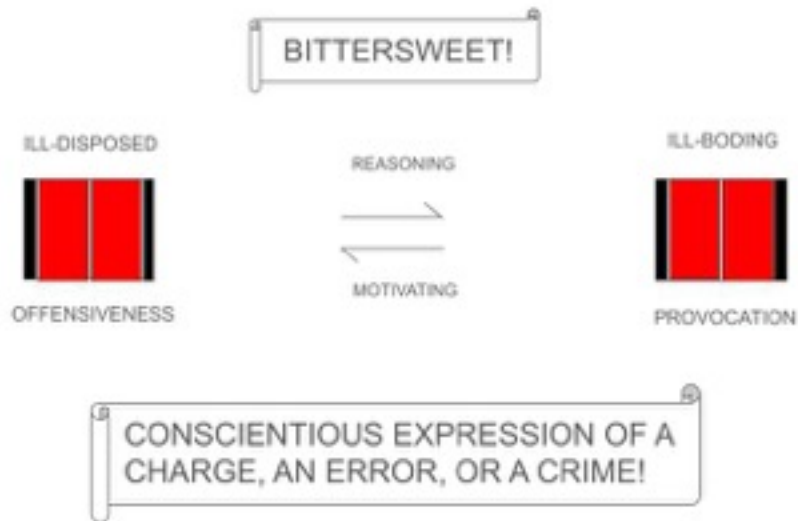 BITTERSWEET!
ILL-DISPOSED
ILL-BODING
REASONING
MOTIVATING
OFFENSIVENESS
PROVOCATION
CONSCIENTIOUS EXPRESSION OF A
CHARGE, AN ERROR, OR A CRIME!